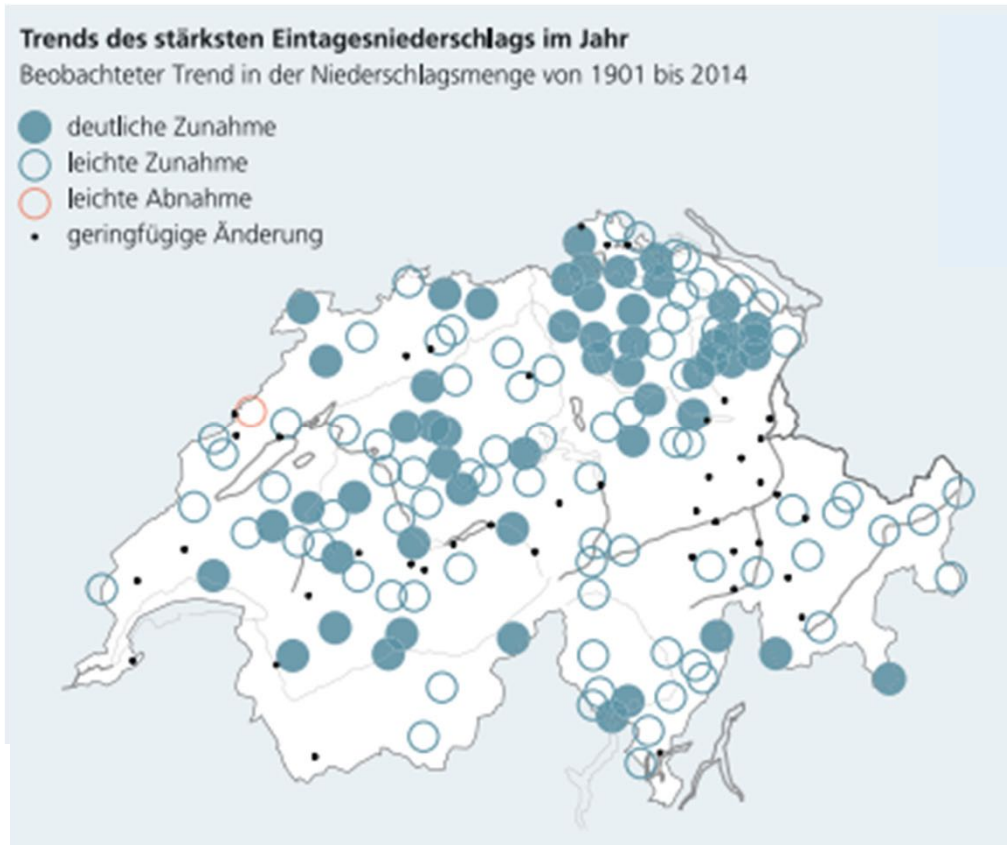 Trends des stärksten Eintagesniederschlags im Jahr
Beobachteter Trend in der Niederschlagsmenge von 1901 bis 2014
deutliche Zunahme
leichte Zunahme
leichte Abnahme
geringfügige Änderung